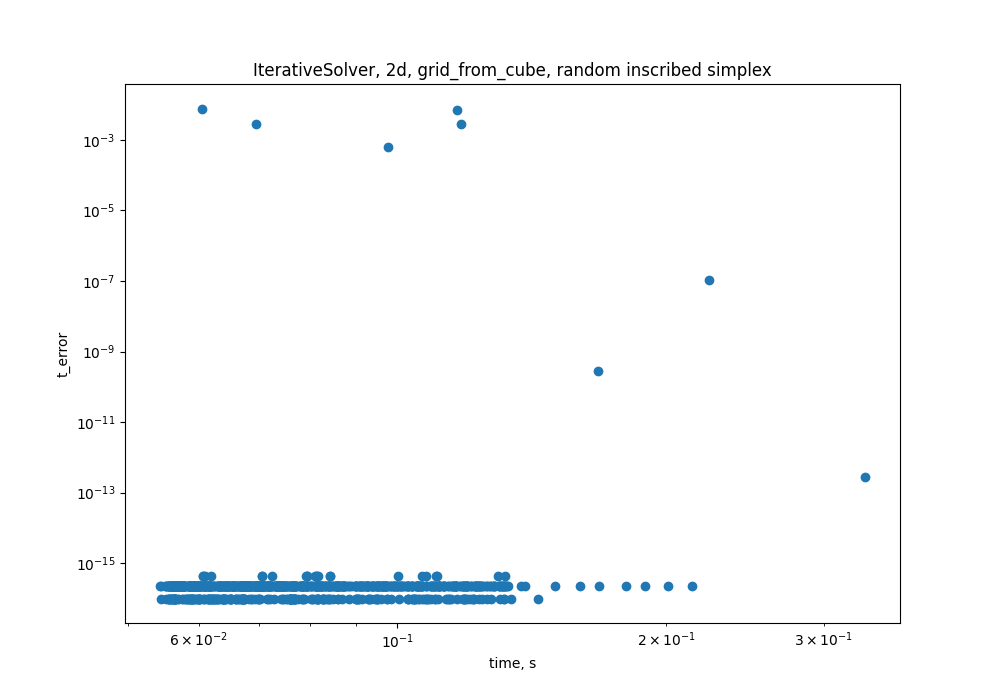 IterativeSolver, 2d, grid_from_cube, random inscribed simplex
10⁻³
10⁻⁵
10⁻⁷
10⁻⁹
10⁻¹¹
10⁻¹³
10⁻¹⁵
t_error
6 × 10⁻²
10⁻¹
2 × 10⁻¹
3 × 10⁻¹
time, s